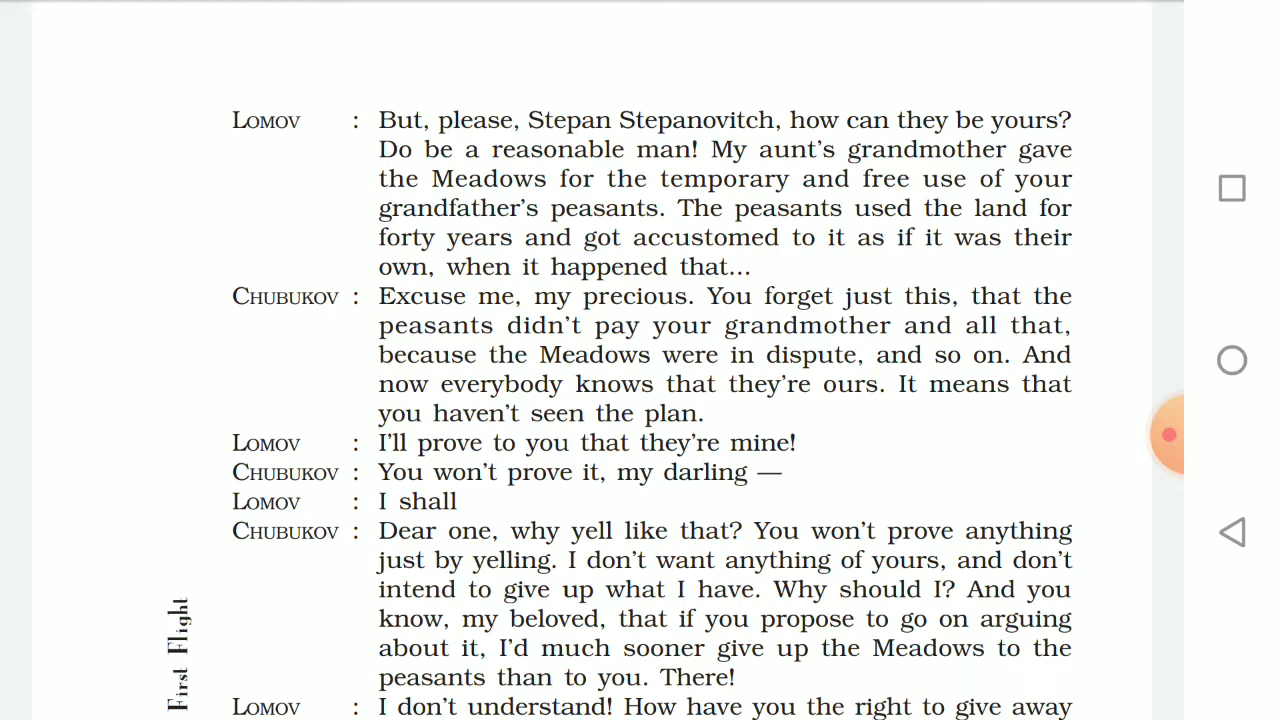 LOMOV : But, please, Stepan Stepanovitch, how can they be yours?
Do be a reasonable man! My aunt's grandmother gave
the Meadows for the temporary and free use of your
grandfather's peasants. The peasants used the land for
forty years and got accustomed to it as if it was their
own, when it happened that...
CHUBUKOV : Excuse me, my precious. You forget just this, that the
peasants didn't pay your grandmother and all that,
because the Meadows were in dispute, and so on. And
now everybody knows that they're ours. It means that
you haven't seen the plan.
LOMOV : I'll prove to you that they're mine!
CHUBUKOV : You won't prove it, my darling —
LOMOV : I shall
CHUBUKOV : Dear one, why yell like that? You won't prove anything
just by yelling. I don't want anything of yours, and don't
intend to give up what I have. Why should I? And you
know, my beloved, that if you propose to go on arguing
about it, I'd much sooner give up the Meadows to the
peasants than to you. There!
LOMOV : I don't understand! How have you the right to give away
First Flight